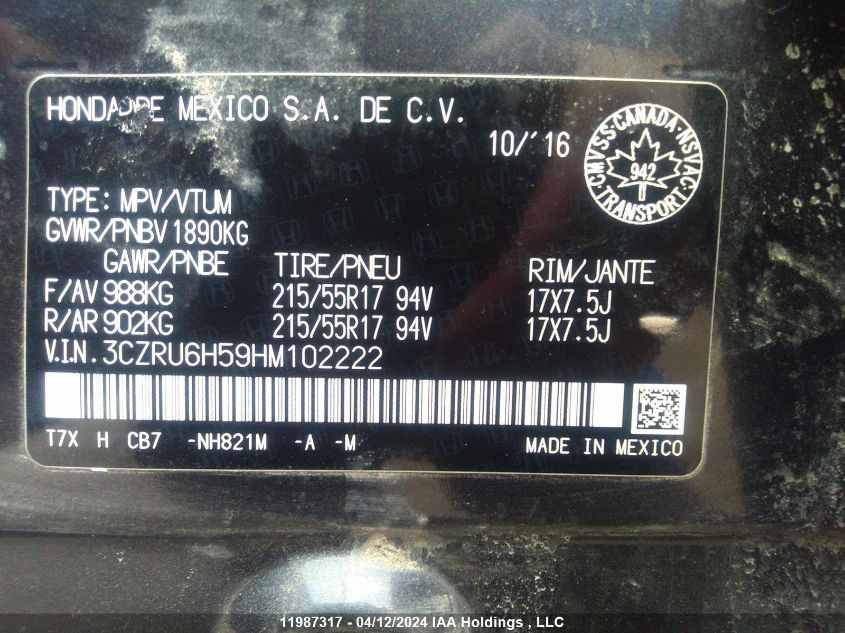 HONDA DE MEXICO S.A. DE C.V.
10/'16
CMVSS·CANADA·NSVAC
942
TRANSPORT
TYPE: MPV/VTUM
GVWR/PNBV 1890KG
GAWR/PNBE TIRE/PNEU RIM/JANTE
F/AV 988KG 215/55R17 94V 17X7.5J
R/AR 902KG 215/55R17 94V 17X7.5J
V.I.N. 3CZRU6H59HM102222
T7X H CB7 -NH821M -A -M MADE IN MEXICO
11987317 - 04/12/2024 IAA Holdings , LLC